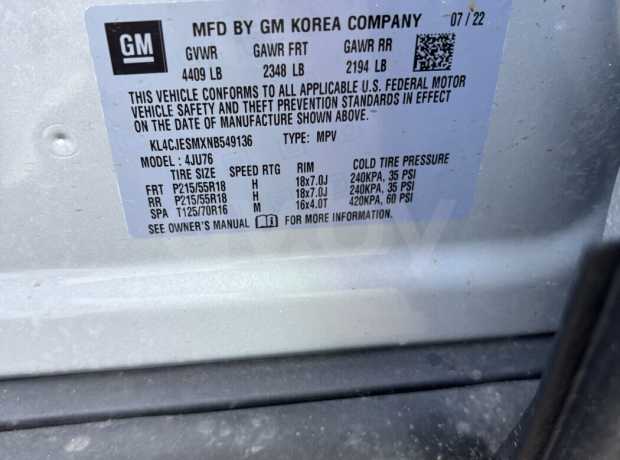 GM
MFD BY GM KOREA COMPANY 07/22
GVWR GAWR FRT GAWR RR
4409 LB 2348 LB 2194 LB
THIS VEHICLE CONFORMS TO ALL APPLICABLE U.S. FEDERAL MOTOR
VEHICLE SAFETY AND THEFT PREVENTION STANDARDS IN EFFECT
ON THE DATE OF MANUFACTURE SHOWN ABOVE.
KL4CJESMXNB549136 TYPE: MPV
MODEL: 4JU76
TIRE SIZE SPEED RTG RIM COLD TIRE PRESSURE
FRT P215/55R18 H 18x7.0J 240KPA, 35 PSI
RR P215/55R18 H 18x7.0J 240KPA, 35 PSI
SPA T125/70R16 M 16x4.0T 420KPA, 60 PSI
SEE OWNER'S MANUAL FOR MORE INFORMATION.